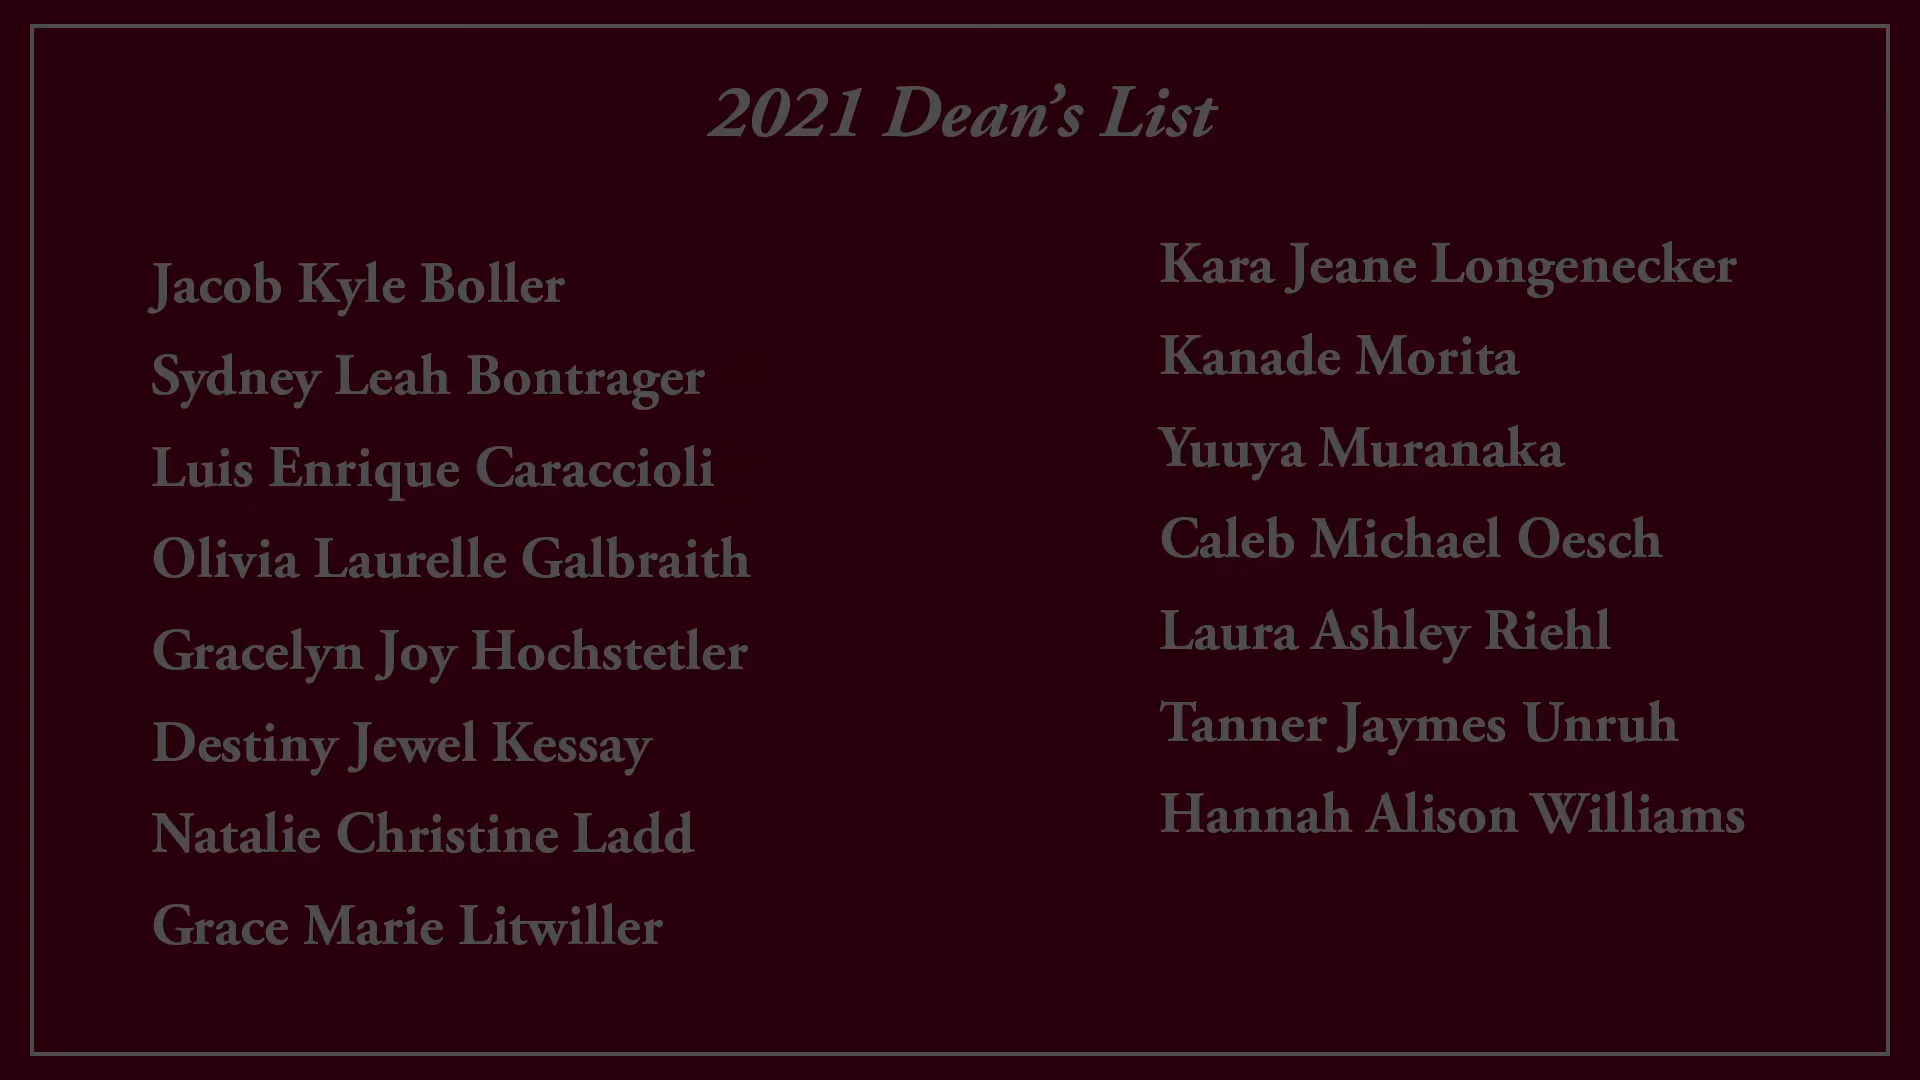 2021 Dean’s List
Jacob Kyle Boller
Sydney Leah Bontrager
Luis Enrique Caraccioli
Olivia Laurelle Galbraith
Gracelyn Joy Hochstetler
Destiny Jewel Kessay
Natalie Christine Ladd
Grace Marie Litwiller
Kara Jeane Longenecker
Kanade Morita
Yuuya Muranaka
Caleb Michael Oesch
Laura Ashley Riehl
Tanner Jaymes Unruh
Hannah Alison Williams